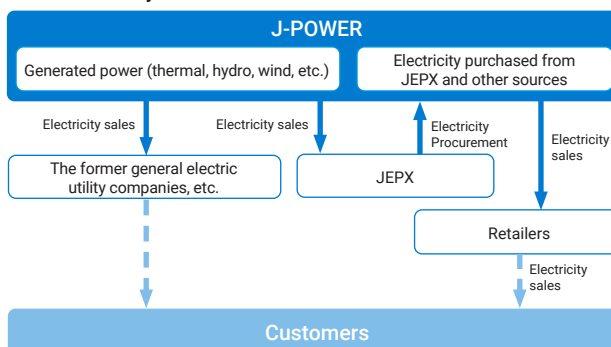 J-POWER
Generated power (thermal, hydro, wind, etc.)
Electricity purchased from
JEPX and other sources
Electricity sales
Electricity sales
Electricity
Procurement
Electricity
sales
The former general electric
utility companies, etc.
JEPX
Retailers
Electricity
sales
Customers